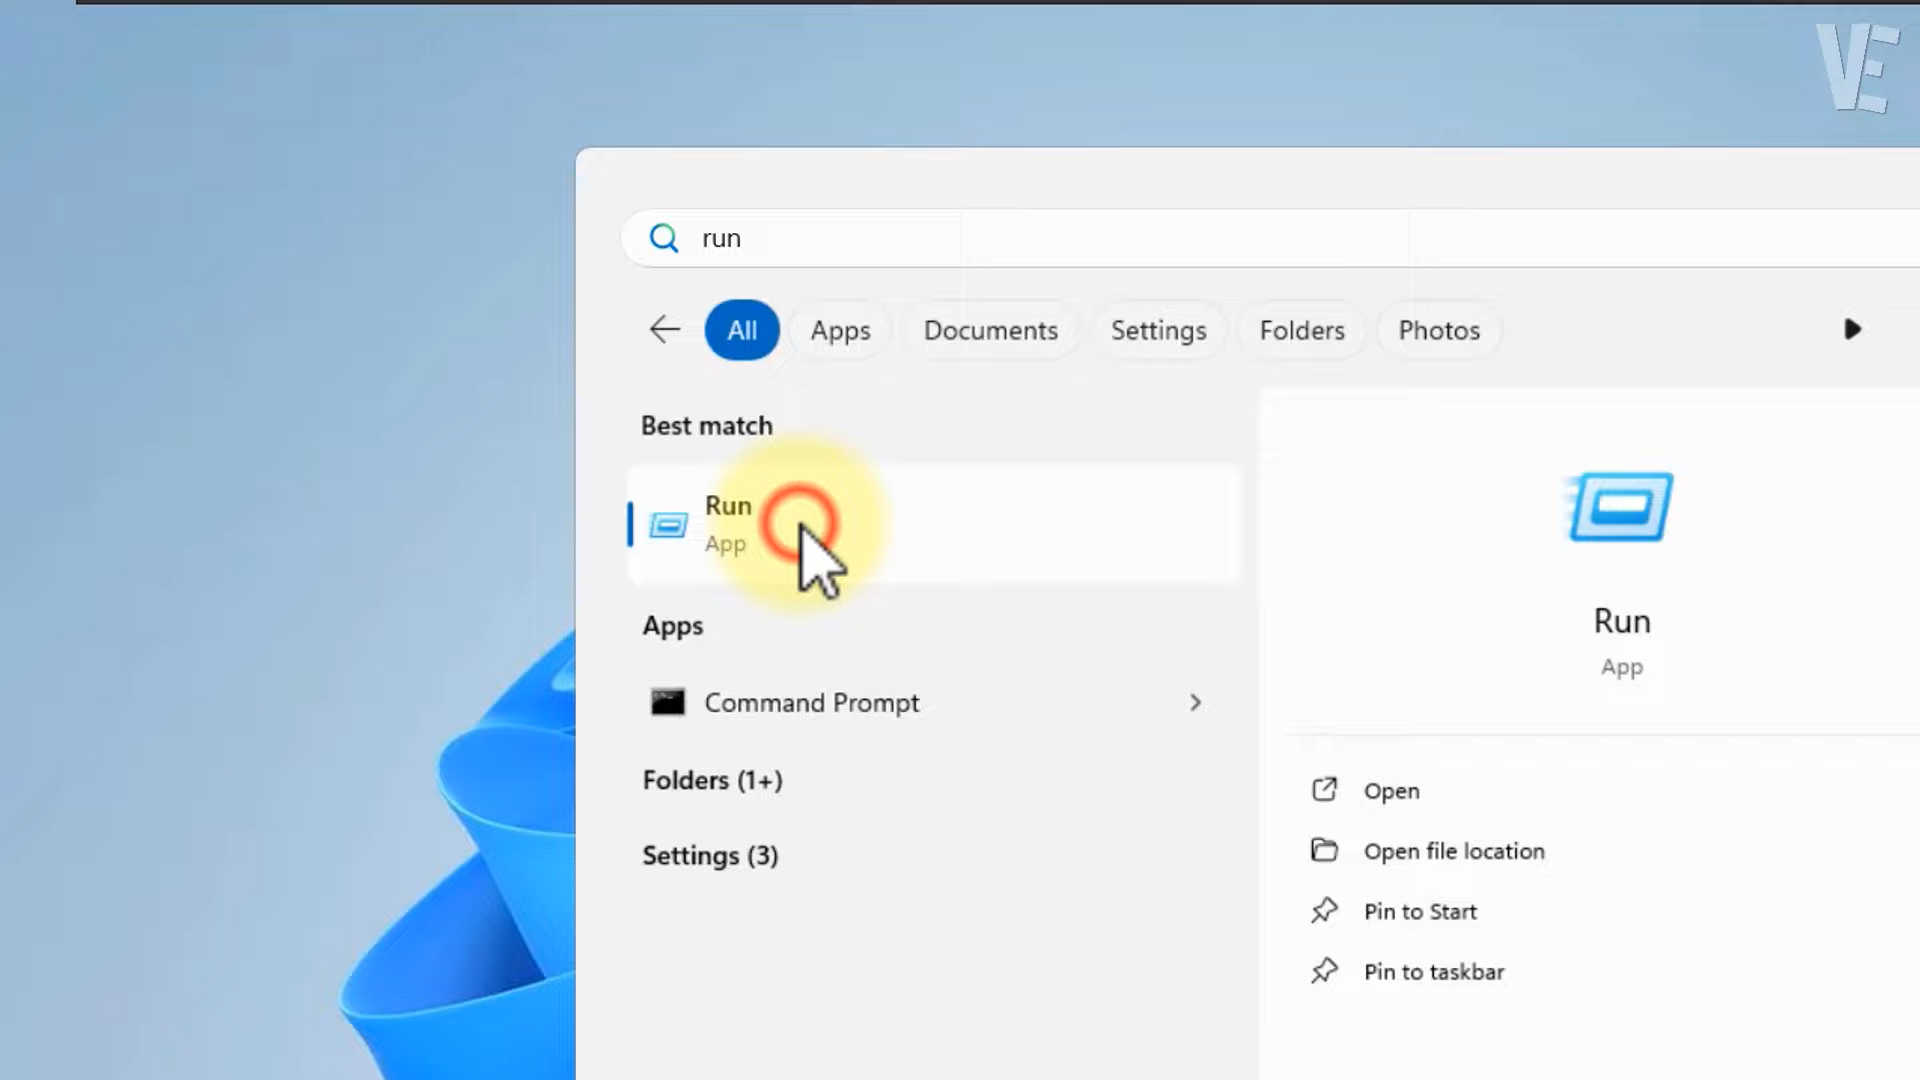 VE
run
All
Apps
Documents
Settings
Folders
Photos
Best match
Run
App
Apps
Command Prompt
Folders (1+)
Settings (3)
Run
App
Open
Open file location
Pin to Start
Pin to taskbar